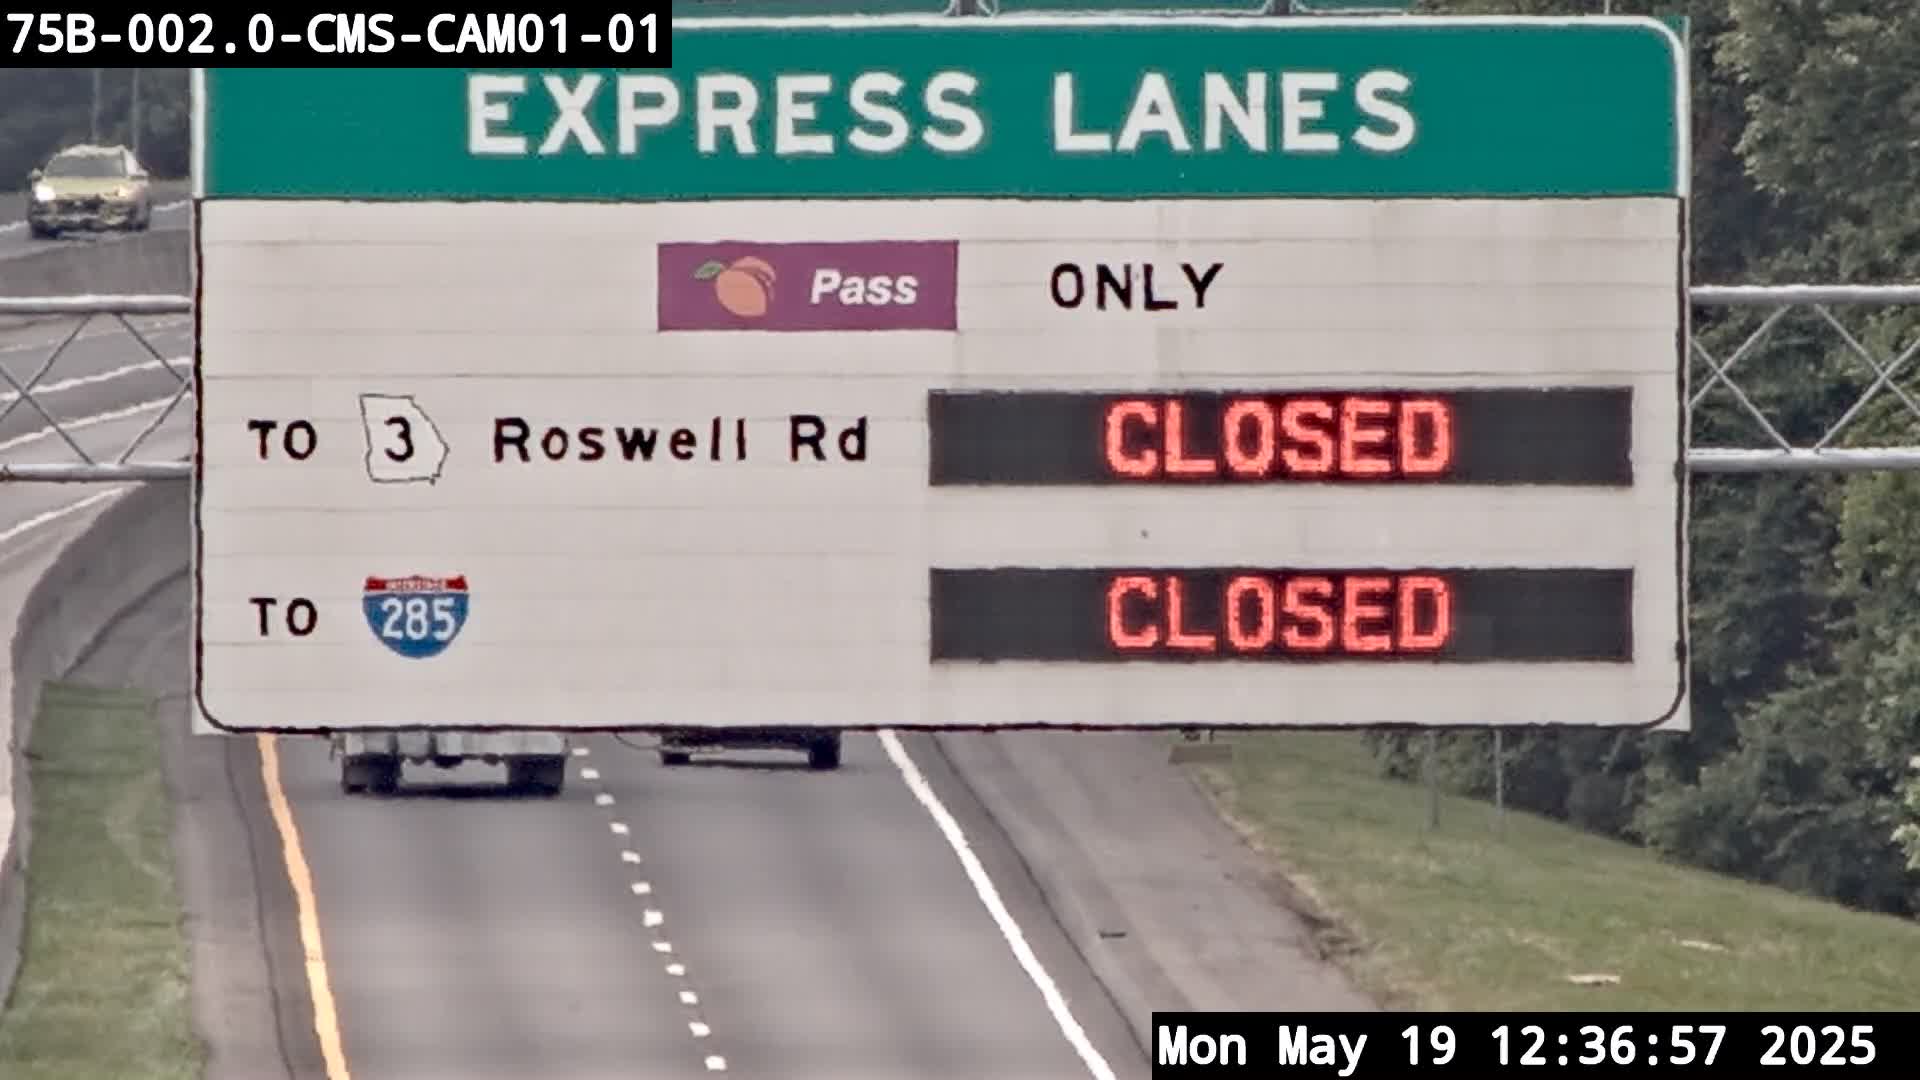 75B-002.0-CMS-CAM01-01
EXPRESS LANES
Pass ONLY
TO 3 Roswell Rd CLOSED
TO 285 CLOSED
Mon May 19 12:36:57 2025